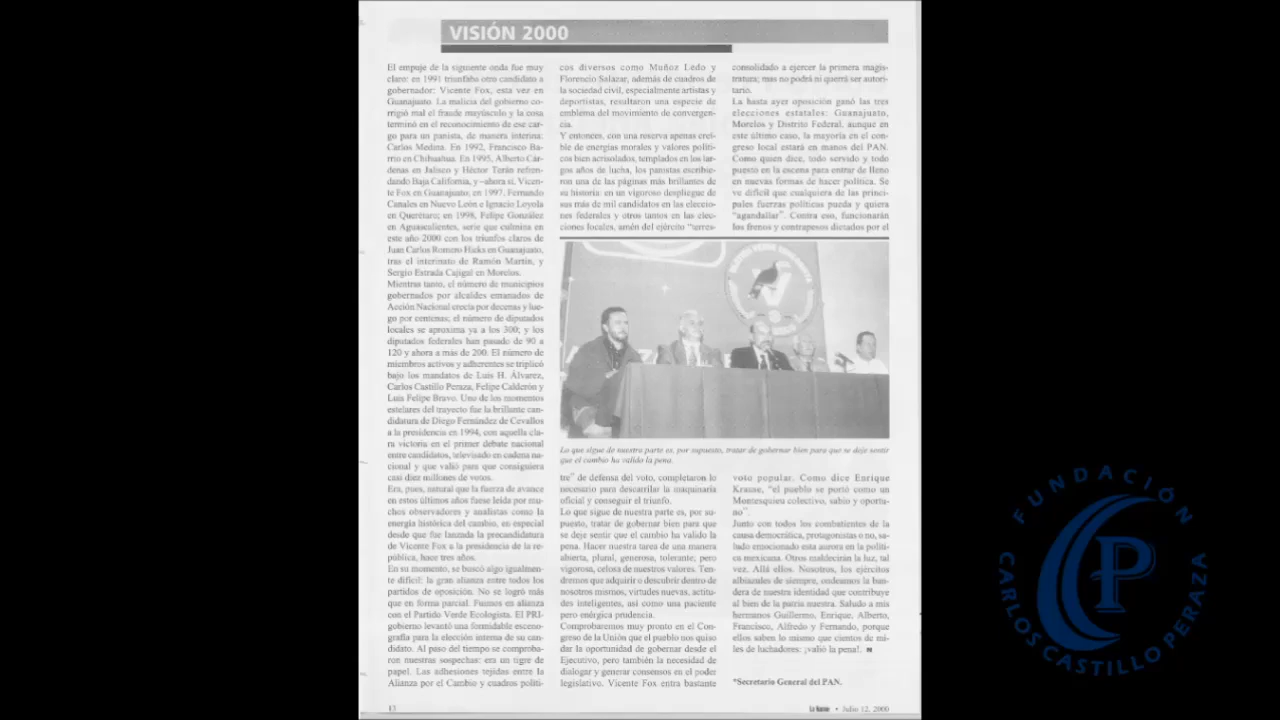 VISIÓN 2000
El empuje de la siguiente onda fue muy
claro: en 1991 triunfaba otro candidato a
gobernador: Vicente Fox, esta vez en
Guanajuato. La malicia del gobierno co-
rrigió mal el fraude mayúsculo y la cosa
terminó en el reconocimiento de ese car-
go para un panista, de manera interina:
Carlos Medina. En 1992, Francisco Ba-
rrio en Chihuahua. En 1995, Alberto Cár-
denas en Jalisco y Héctor Terán refren-
dando Baja California, y –ahora sí, Vicen-
te Fox en Guanajuato; en 1997, Fernando
Canales en Nuevo León e Ignacio Loyola
en Querétaro; en 1998, Felipe González
en Aguascalientes, serie que culmina en
este año 2000 con los triunfos claros de
Juan Carlos Romero Hicks en Guanajuato,
tras el interinato de Ramón Martín, y
Sergio Estrada Cajigal en Morelos.
Mientras tanto, el número de municipios
gobernados por alcaldes emanados de
Acción Nacional crecía por decenas y lue-
go por centenas; el número de diputados
locales se aproxima ya a los 300; y los
diputados federales han pasado de 90 a
120 y ahora a más de 200. El número de
miembros activos y adherentes se triplicó
bajo los mandatos de Luis H. Álvarez,
Carlos Castillo Peraza, Felipe Calderón y
Luis Felipe Bravo. Uno de los momentos
estelares del trayecto fue la brillante can-
didatura de Diego Fernández de Cevallos
a la presidencia en 1994, con aquella cla-
ra victoria en el primer debate nacional
entre candidatos, televisado en cadena na-
cional y que valió para que consiguiera
casi diez millones de votos.
Era, pues, natural que la fuerza de avance
en estos últimos años fuese leída por mu-
chos observadores y analistas como la
energía histórica del cambio, en especial
desde que fue lanzada la precandidatura
de Vicente Fox a la presidencia de la re-
pública, hace tres años.
En su momento, se buscó algo igualmen-
te difícil: la gran alianza entre todos los
partidos de oposición. No se logró más
que en forma parcial. Fuimos en alianza
con el Partido Verde Ecologista. El PRI-
gobierno levantó una formidable esceno-
grafía para la elección interna de su can-
didato. Al paso del tiempo se comproba-
ron nuestras sospechas: era un tigre de
papel. Las adhesiones tejidas entre la
Alianza por el Cambio y cuadros políti-
cos diversos como Muñoz Ledo y
Florencio Salazar, además de cuadros de
la sociedad civil, especialmente artistas y
deportistas, resultaron una especie de
emblema del movimiento de convergen-
cia.
Y entonces, con una reserva apenas creí-
ble de energías morales y valores políti-
cos bien acrisolados, templados en los lar-
gos años de lucha, los panistas escribie-
ron una de las páginas más brillantes de
su historia: en un vigoroso despliegue de
sus más de mil candidatos en las eleccio-
nes federales y otros tantos en las elec-
ciones locales, amén del ejército "terres-
Lo que sigue de nuestra parte es, por supuesto, tratar de gobernar bien para que se deje sentir
que el cambio ha valido la pena.
tre" de defensa del voto, completaron lo
necesario para descarrilar la maquinaria
oficial y conseguir el triunfo.
Lo que sigue de nuestra parte es, por su-
puesto, tratar de gobernar bien para que
se deje sentir que el cambio ha valido la
pena. Hacer nuestra tarea de una manera
abierta, plural, generosa, tolerante, pero
vigorosa, celosa de nuestros valores. Ten-
dremos que adquirir o descubrir dentro de
nosotros mismos, virtudes nuevas, actitu-
des inteligentes, así como una paciente
pero enérgica prudencia.
Comprobaremos muy pronto en el Con-
greso de la Unión que el pueblo nos quiso
dar la oportunidad de gobernar desde el
Ejecutivo, pero también la necesidad de
dialogar y generar consensos en el poder
legislativo. Vicente Fox entra bastante
consolidado a ejercer la primera magis-
tratura; mas no podrá ni querrá ser autori-
tario.
La hasta ayer oposición ganó las tres
elecciones estatales: Guanajuato,
Morelos y Distrito Federal, aunque en
este último caso, la mayoría en el con-
greso local estará en manos del PAN.
Como quien dice, todo servido y todo
puesto en la escena para entrar de lleno
en nuevas formas de hacer política. Se
ve difícil que cualquiera de las princi-
pales fuerzas políticas pueda y quiera
"agandallar". Contra eso, funcionarán
los frenos y contrapesos dictados por el
voto popular. Como dice Enrique
Krause, "el pueblo se portó como un
Montesquieu colectivo, sabio y oportu-
no".
Junto con todos los combatientes de la
causa democrática, protagonistas o no, sa-
ludo emocionado esta aurora en la políti-
ca mexicana. Otros maldecirán la luz, tal
vez. Allá ellos. Nosotros, los ejércitos
albiazules de siempre, ondeamos la ban-
dera de nuestra identidad que contribuye
al bien de la patria nuestra. Saludo a mis
hermanos Guillermo, Enrique, Alberto,
Francisco, Alfredo y Fernando, porque
ellos saben lo mismo que cientos de mi-
les de luchadores: ¡valió la pena!.
*Secretario General del PAN.
La Nación • Julio 12, 2000
FUNDACIÓN
CP
CARLOS CASTILLO PERAZA